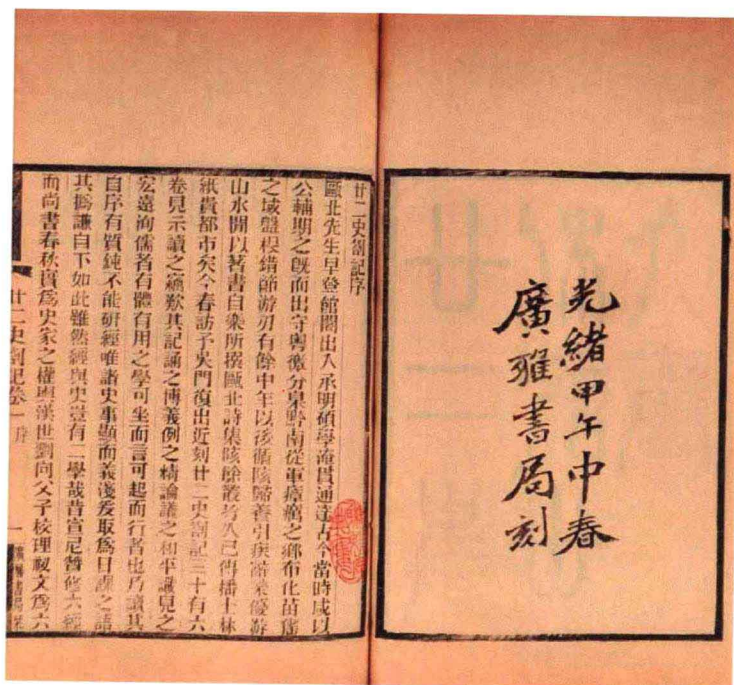 光緒甲午中春
廣雅書局刻
廿二史劄記序
甌北先生早登館閣出入承明碩學淹貫通達古今當時咸以
公輔期之旣而出守粵徼分臬黔南從軍瘴癘之鄉布化苗猺
之域盤根錯節游刃有餘中年以後循陔歸養引疾辭榮優游
山水閒以著書自樂所撰甌北詩集陔餘叢考久已傳播士林
紙貴都市矣今春訪予吳門復出近刻廿二史劄記三十有六
卷見示讀之竊歎其記誦之博義例之精論議之和平識見之
宏遠洵儒者有體有用之學可坐而言可起而行者也乃讀其
自序有質鈍不能研經唯諸史事顯而義淺爰取爲日課之語
其撝謙自下如此雖然經與史豈有二學哉昔宣尼贊修六經
而尚書春秋實爲史家之權輿漢世劉向父子校理祕文爲六
廿二史劄記卷一 序
一
廣雅書局栞